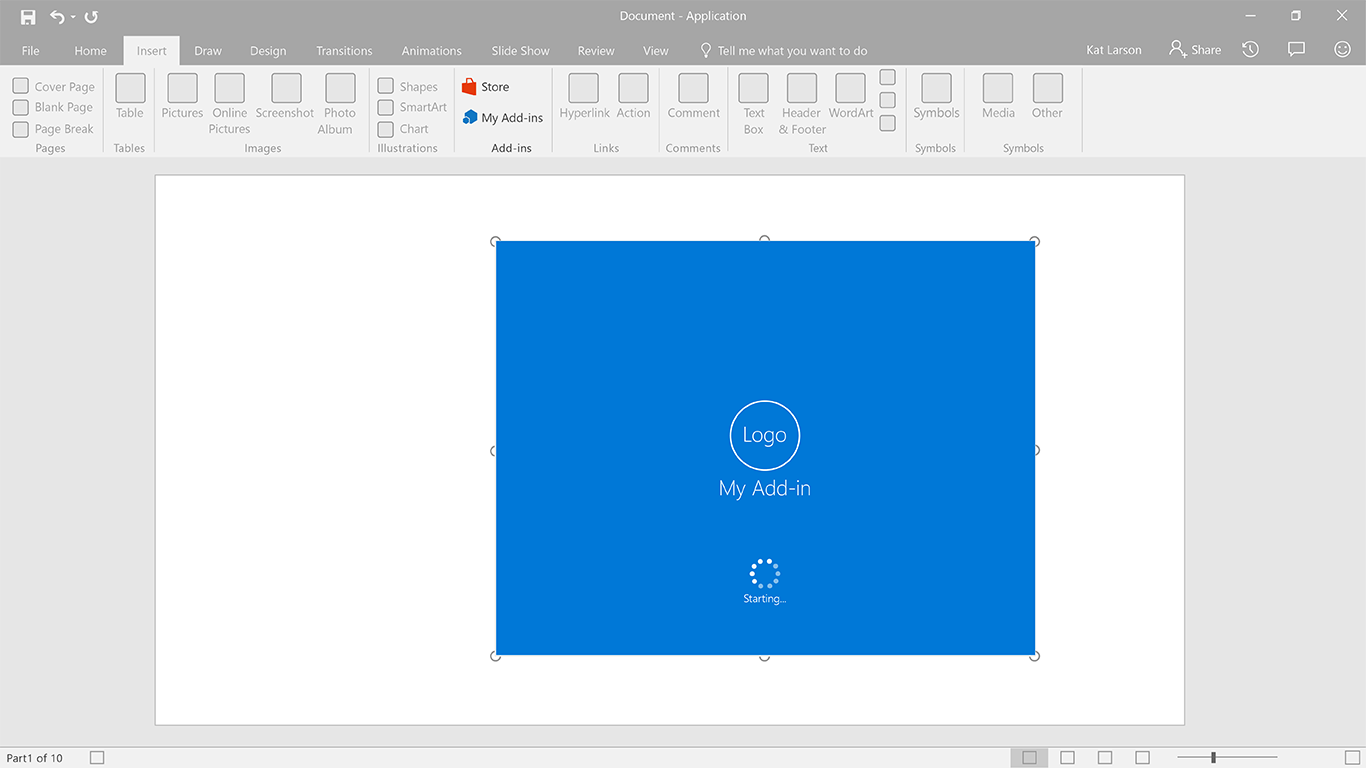 Document - Application
File Home Insert Draw Design Transitions Animations Slide Show Review View Tell me what you want to do Kat Larson Share
Cover Page
Blank Page
Page Break
Pages
Table
Tables
Pictures
Online
Pictures
Screenshot
Photo
Album
Images
Shapes
SmartArt
Chart
Illustrations
Store
My Add-ins
Add-ins
Hyperlink
Action
Links
Comment
Comments
Text
Box
Header
& Footer
WordArt
Text
Symbols
Symbols
Media
Other
Symbols
Logo
My Add-in
Starting...
Part1 of 10